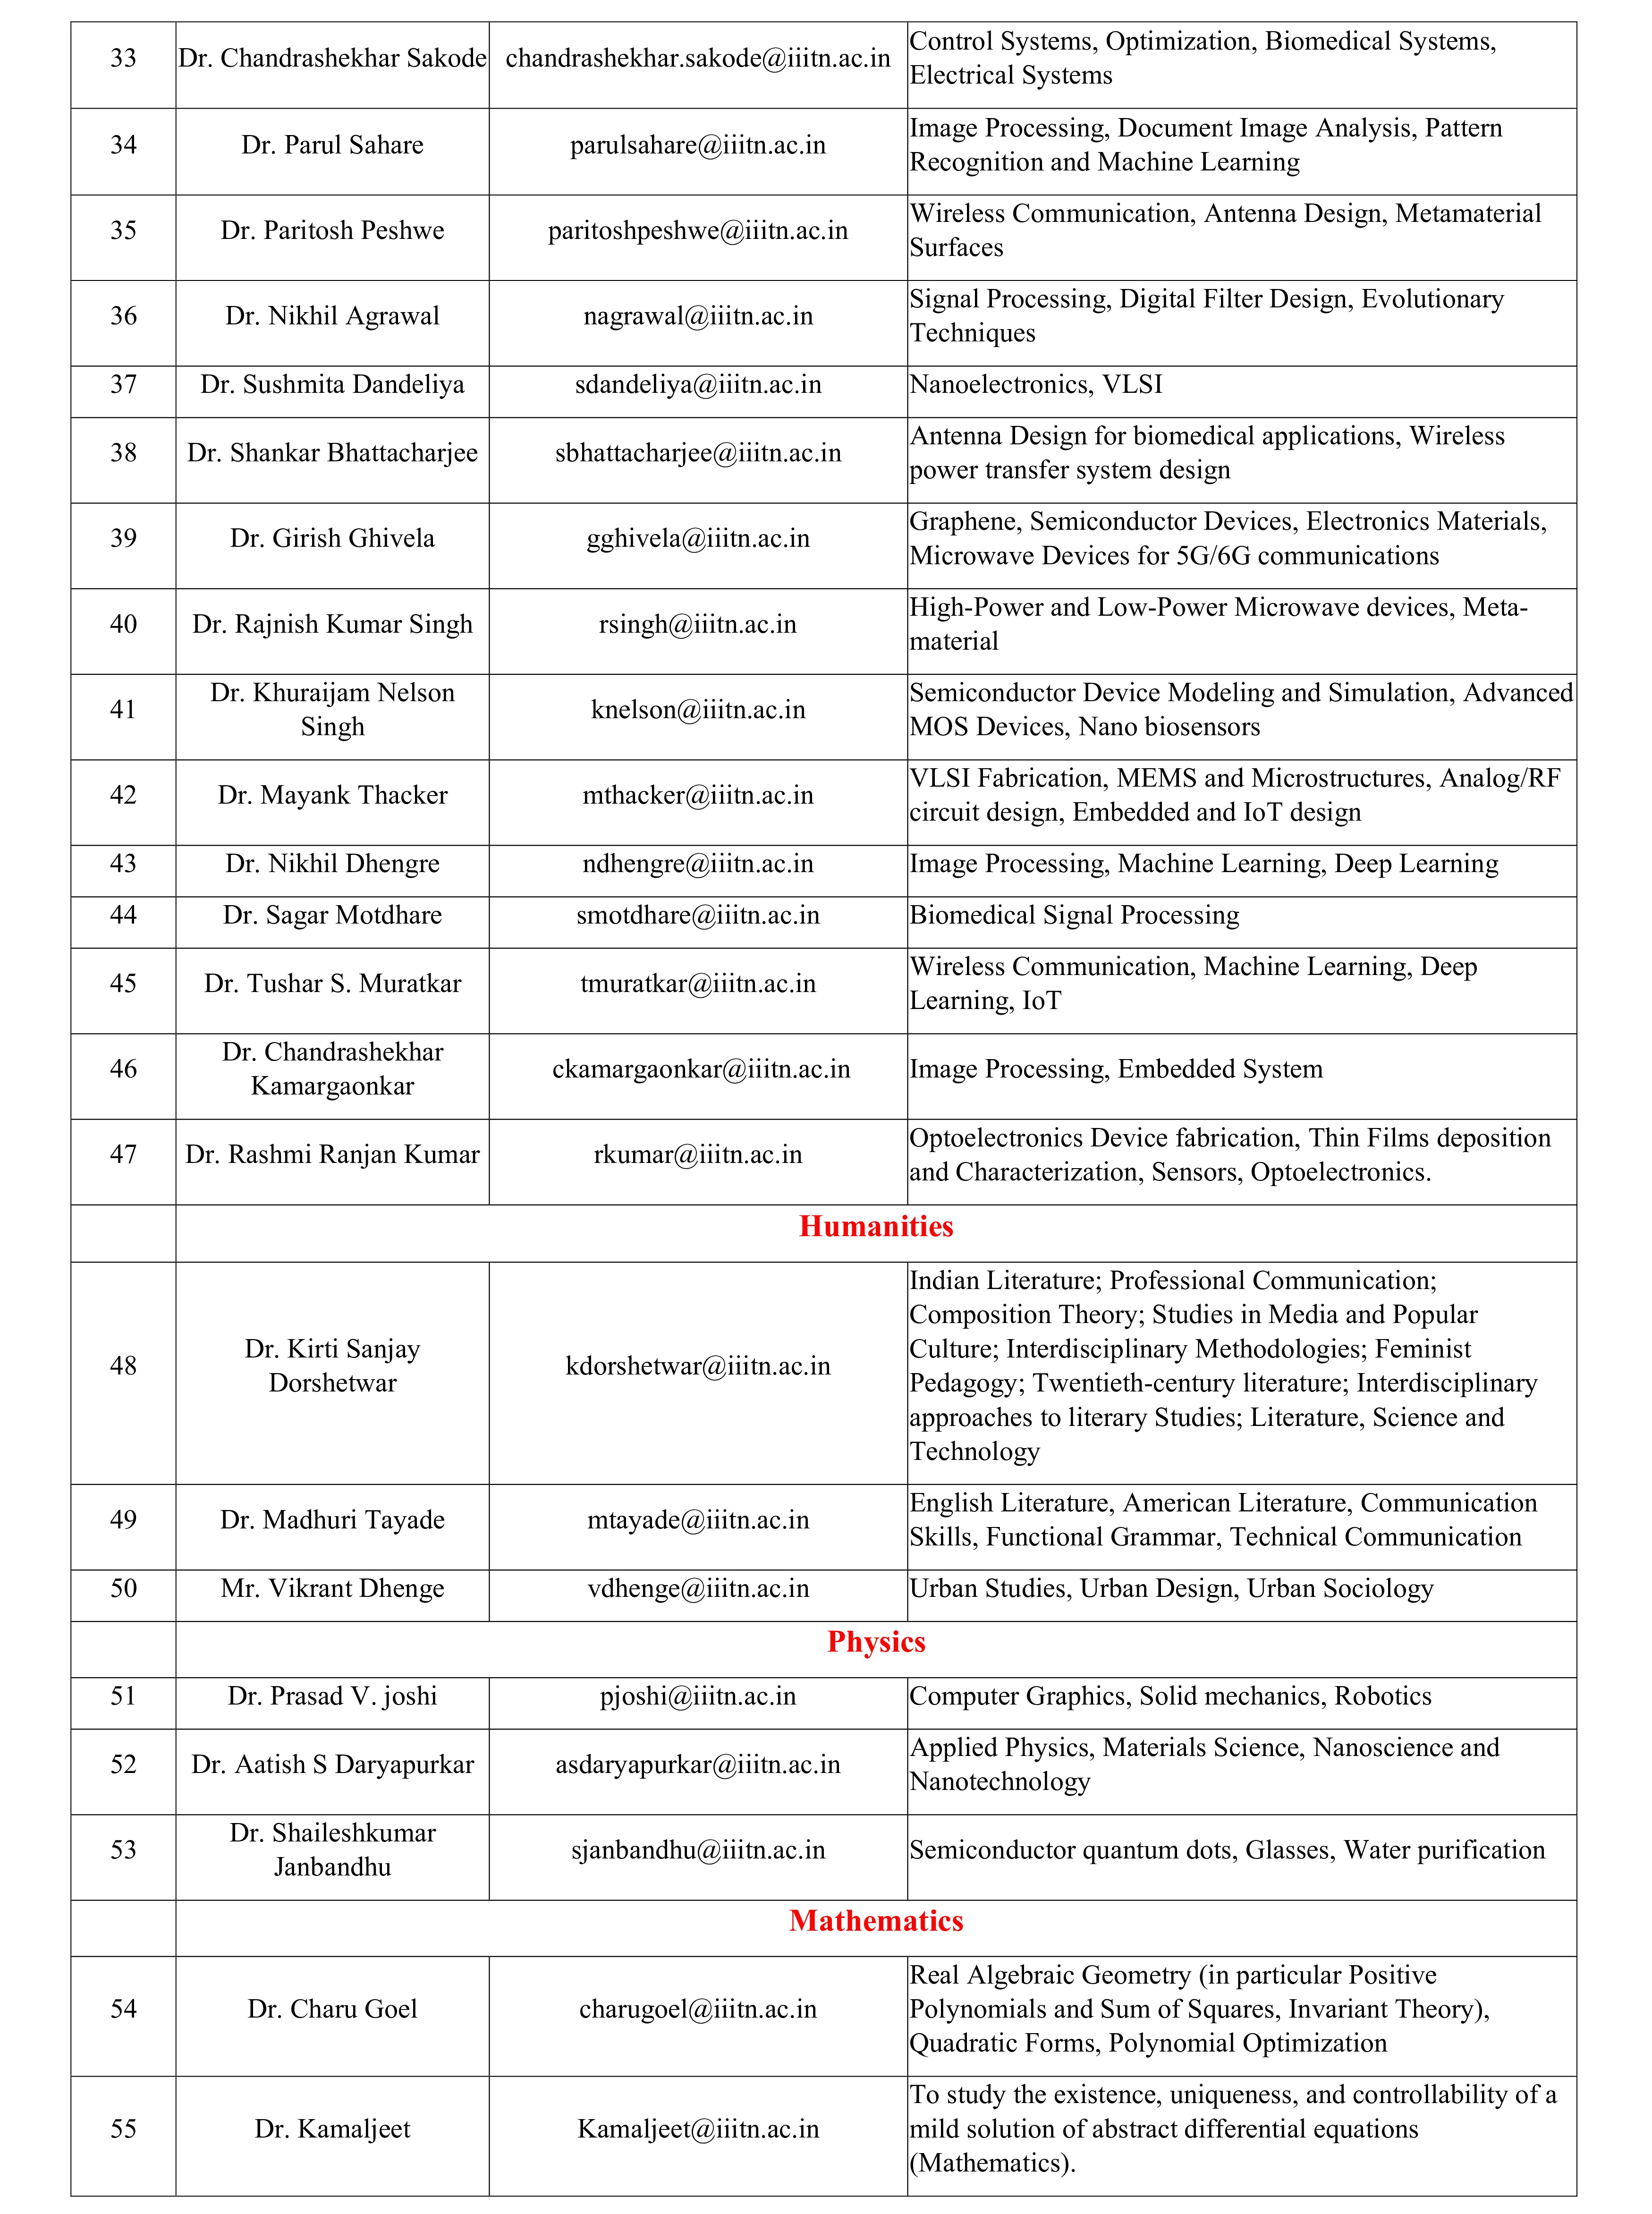 33 Dr. Chandrashekhar Sakode chandrashekhar.sakode@iiitn.ac.in Control Systems, Optimization, Biomedical Systems,
Electrical Systems
34 Dr. Parul Sahare parulsahare@iiitn.ac.in Image Processing, Document Image Analysis, Pattern
Recognition and Machine Learning
35 Dr. Paritosh Peshwe paritoshpeshwe@iiitn.ac.in Wireless Communication, Antenna Design, Metamaterial
Surfaces
36 Dr. Nikhil Agrawal nagrawal@iiitn.ac.in Signal Processing, Digital Filter Design, Evolutionary
Techniques
37 Dr. Sushmita Dandeliya sdandeliya@iiitn.ac.in Nanoelectronics, VLSI
38 Dr. Shankar Bhattacharjee sbhattacharjee@iiitn.ac.in Antenna Design for biomedical applications, Wireless
power transfer system design
39 Dr. Girish Ghivela gghivela@iiitn.ac.in Graphene, Semiconductor Devices, Electronics Materials,
Microwave Devices for 5G/6G communications
40 Dr. Rajnish Kumar Singh rsingh@iiitn.ac.in High-Power and Low-Power Microwave devices, Meta-
material
41 Dr. Khuraijam Nelson
Singh knelson@iiitn.ac.in Semiconductor Device Modeling and Simulation, Advanced
MOS Devices, Nano biosensors
42 Dr. Mayank Thacker mthacker@iiitn.ac.in VLSI Fabrication, MEMS and Microstructures, Analog/RF
circuit design, Embedded and IoT design
43 Dr. Nikhil Dhengre ndhengre@iiitn.ac.in Image Processing, Machine Learning, Deep Learning
44 Dr. Sagar Motdhare smotdhare@iiitn.ac.in Biomedical Signal Processing
45 Dr. Tushar S. Muratkar tmuratkar@iiitn.ac.in Wireless Communication, Machine Learning, Deep
Learning, IoT
46 Dr. Chandrashekhar
Kamargaonkar ckamargaonkar@iiitn.ac.in Image Processing, Embedded System
47 Dr. Rashmi Ranjan Kumar rkumar@iiitn.ac.in Optoelectronics Device fabrication, Thin Films deposition
and Characterization, Sensors, Optoelectronics.
Humanities
48 Dr. Kirti Sanjay
Dorshetwar kdorshetwar@iiitn.ac.in Indian Literature; Professional Communication;
Composition Theory; Studies in Media and Popular
Culture; Interdisciplinary Methodologies; Feminist
Pedagogy; Twentieth-century literature; Interdisciplinary
approaches to literary Studies; Literature, Science and
Technology
49 Dr. Madhuri Tayade mtayade@iiitn.ac.in English Literature, American Literature, Communication
Skills, Functional Grammar, Technical Communication
50 Mr. Vikrant Dhenge vdhenge@iiitn.ac.in Urban Studies, Urban Design, Urban Sociology
Physics
51 Dr. Prasad V. joshi pjoshi@iiitn.ac.in Computer Graphics, Solid mechanics, Robotics
52 Dr. Aatish S Daryapurkar asdaryapurkar@iiitn.ac.in Applied Physics, Materials Science, Nanoscience and
Nanotechnology
53 Dr. Shaileshkumar
Janbandhu sjanbandhu@iiitn.ac.in Semiconductor quantum dots, Glasses, Water purification
Mathematics
54 Dr. Charu Goel charugoel@iiitn.ac.in Real Algebraic Geometry (in particular Positive
Polynomials and Sum of Squares, Invariant Theory),
Quadratic Forms, Polynomial Optimization
55 Dr. Kamaljeet Kamaljeet@iiitn.ac.in To study the existence, uniqueness, and controllability of a
mild solution of abstract differential equations
(Mathematics).